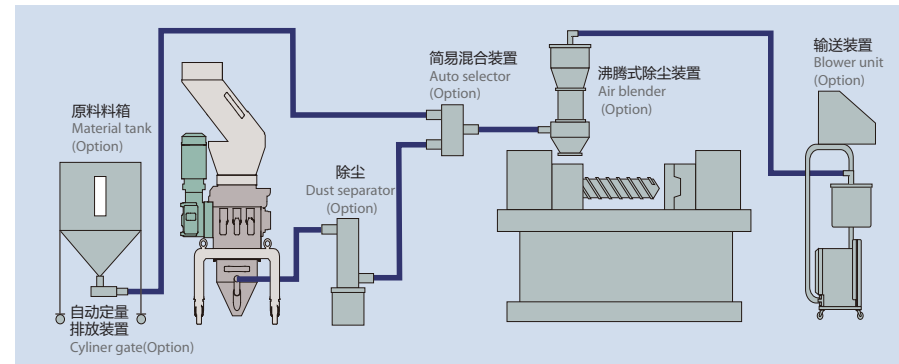 原料料箱
Material tank
(Option)
自动定量
排放装置
Cyliner gate(Option)
除尘
Dust separator
(Option)
简易混合装置
Auto selector
(Option)
沸腾式除尘装置
Air blender
(Option)
输送装置
Blower unit
(Option)